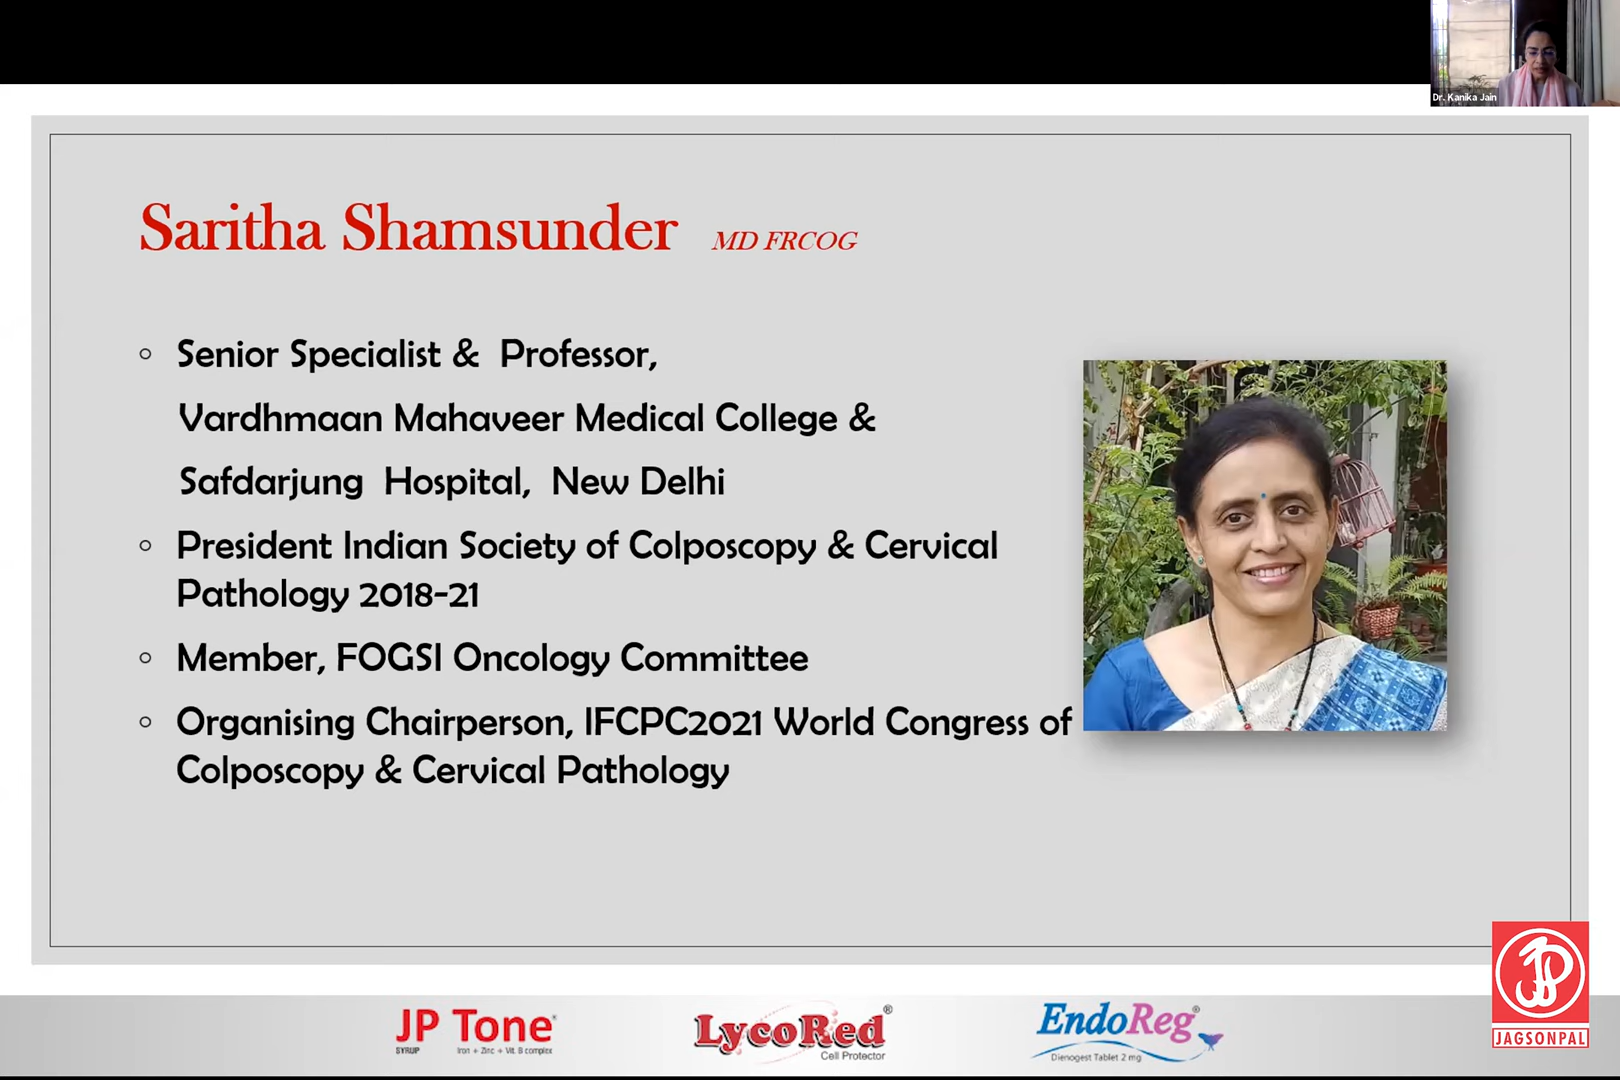 Dr. Kanika Jain
Saritha Shamsunder MD FRCOG
Senior Specialist & Professor,
Vardhmaan Mahaveer Medical College &
Safdarjung Hospital, New Delhi
President Indian Society of Colposcopy & Cervical
Pathology 2018-21
Member, FOGSI Oncology Committee
Organising Chairperson, IFCPC2021 World Congress of
Colposcopy & Cervical Pathology
JP Tone
SYRUP Iron + Zinc + Vit. B complex
LycoRed®
Cell Protector
EndoReg®
Dienogest Tablet 2 mg
JP
JAGSONPAL